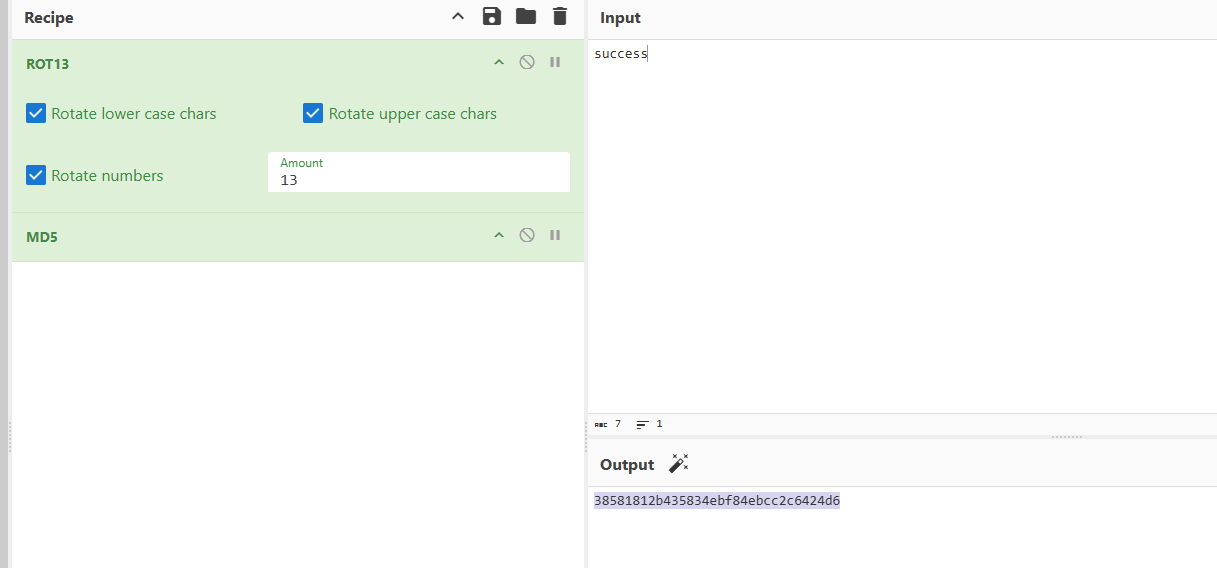 Recipe
ROT13
Rotate lower case chars
Rotate upper case chars
Rotate numbers
Amount
13
MD5
Input
success
ABC 7 1
Output
38581812b435834ebf84ebcc2c6424d6